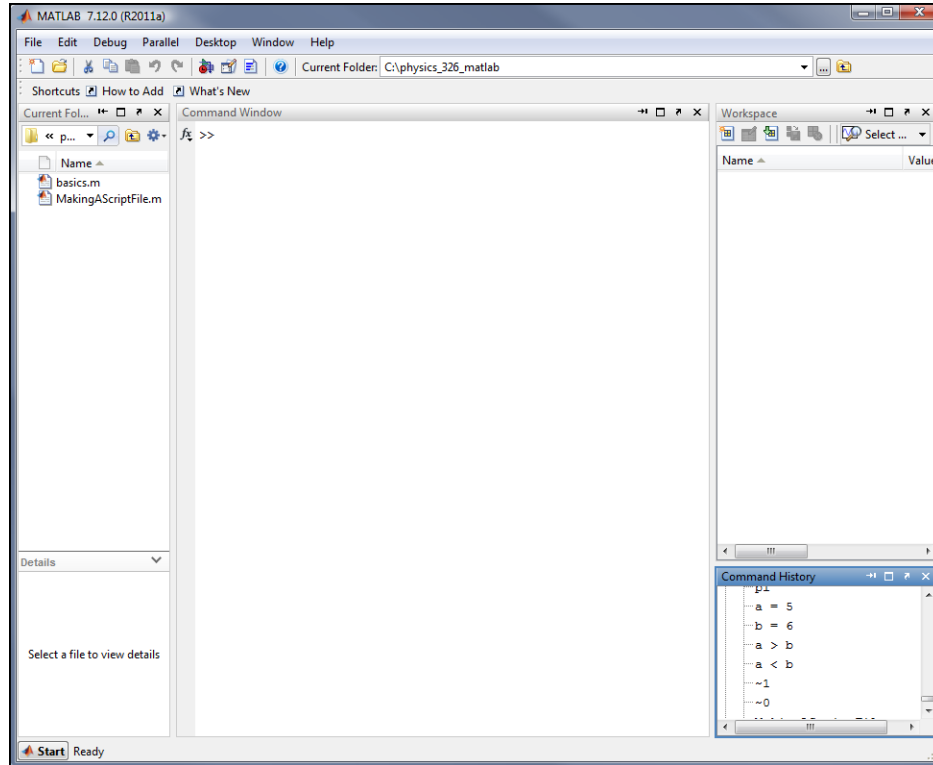 MATLAB 7.12.0 (R2011a)
File Edit Debug Parallel Desktop Window Help
Current Folder: C:\physics_326_matlab
Shortcuts How to Add What's New
Current Fol...
« p...
Name
basics.m
MakingAScriptFile.m
Details
Select a file to view details
Command Window
fx >>
Workspace
Select ...
Name Value
Command History
pi
a = 5
b = 6
a > b
a < b
~1
~0
Start Ready